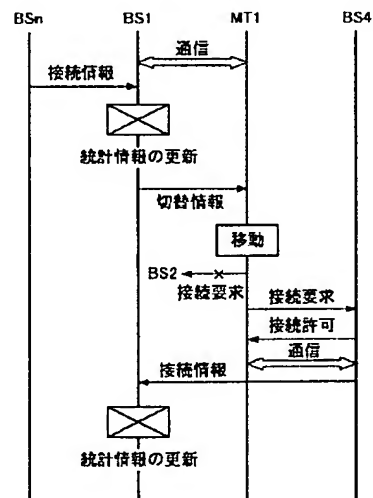 BSn
BS1
MT1
BS4
通信
接続情報
統計情報の更新
切替情報
移動
BS2
接続要求
接続要求
接続許可
通信
接続情報
統計情報の更新